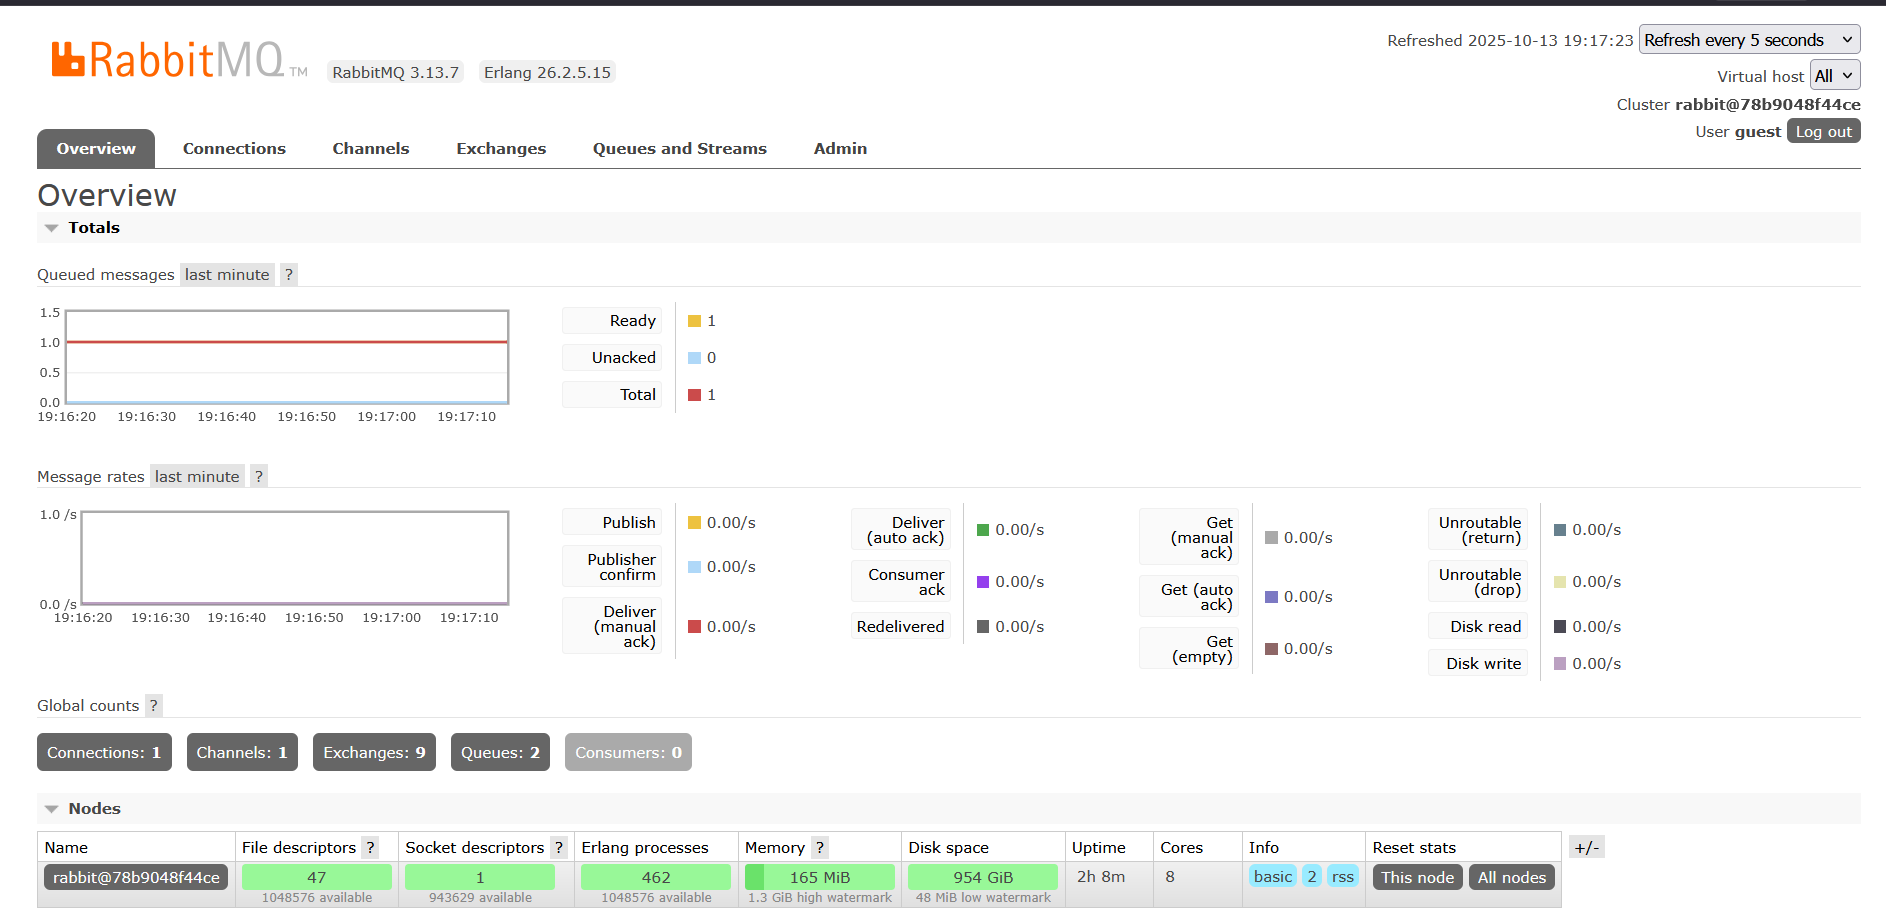 RabbitMQ TM RabbitMQ 3.13.7 Erlang 26.2.5.15
Refreshed 2025-10-13 19:17:23 Refresh every 5 seconds
Virtual host All
Cluster rabbit@78b9048f44ce
User guest Log out
Overview Connections Channels Exchanges Queues and Streams Admin
Overview
Totals
Queued messages last minute ?
1.5
1.0
0.5
0.0
19:16:20 19:16:30 19:16:40 19:16:50 19:17:00 19:17:10
Ready 1
Unacked 0
Total 1
Message rates last minute ?
1.0 /s
0.0 /s
19:16:20 19:16:30 19:16:40 19:16:50 19:17:00 19:17:10
Publish 0.00/s
Publisher
confirm 0.00/s
Deliver
(manual
ack) 0.00/s
Deliver
(auto ack) 0.00/s
Consumer
ack 0.00/s
Redelivered 0.00/s
Get
(manual
ack) 0.00/s
Get (auto
ack) 0.00/s
Get
(empty) 0.00/s
Unroutable
(return) 0.00/s
Unroutable
(drop) 0.00/s
Disk read 0.00/s
Disk write 0.00/s
Global counts ?
Connections: 1 Channels: 1 Exchanges: 9 Queues: 2 Consumers: 0
Nodes
Name File descriptors ? Socket descriptors ? Erlang processes Memory ? Disk space Uptime Cores Info Reset stats +/-
rabbit@78b9048f44ce 47 1 462 165 MiB 954 GiB 2h 8m 8 basic 2 rss This node All nodes
1048576 available 943629 available 1048576 available 1.3 GiB high watermark 48 MiB low watermark